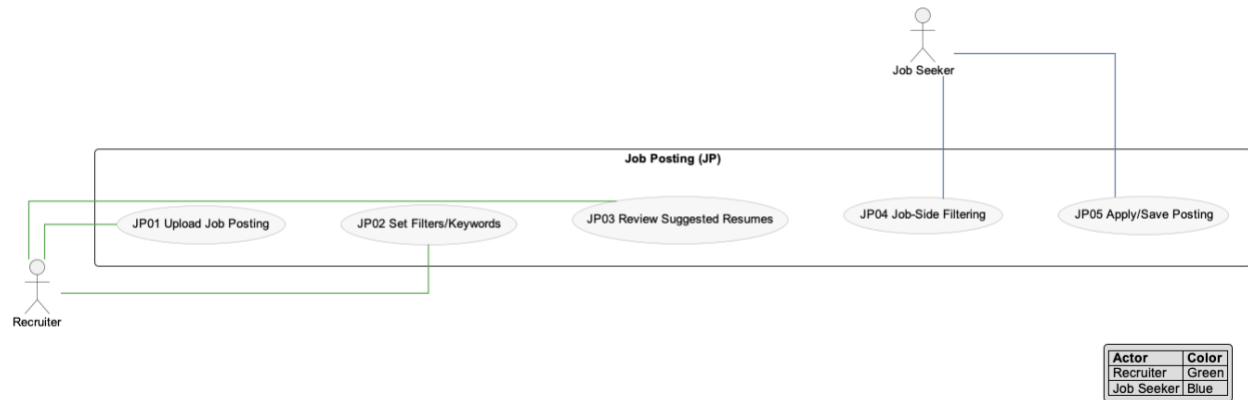 Job Seeker
Job Posting (JP)
JP01 Upload Job Posting
JP02 Set Filters/Keywords
JP03 Review Suggested Resumes
JP04 Job-Side Filtering
JP05 Apply/Save Posting
Recruiter
Actor Color
Recruiter Green
Job Seeker Blue